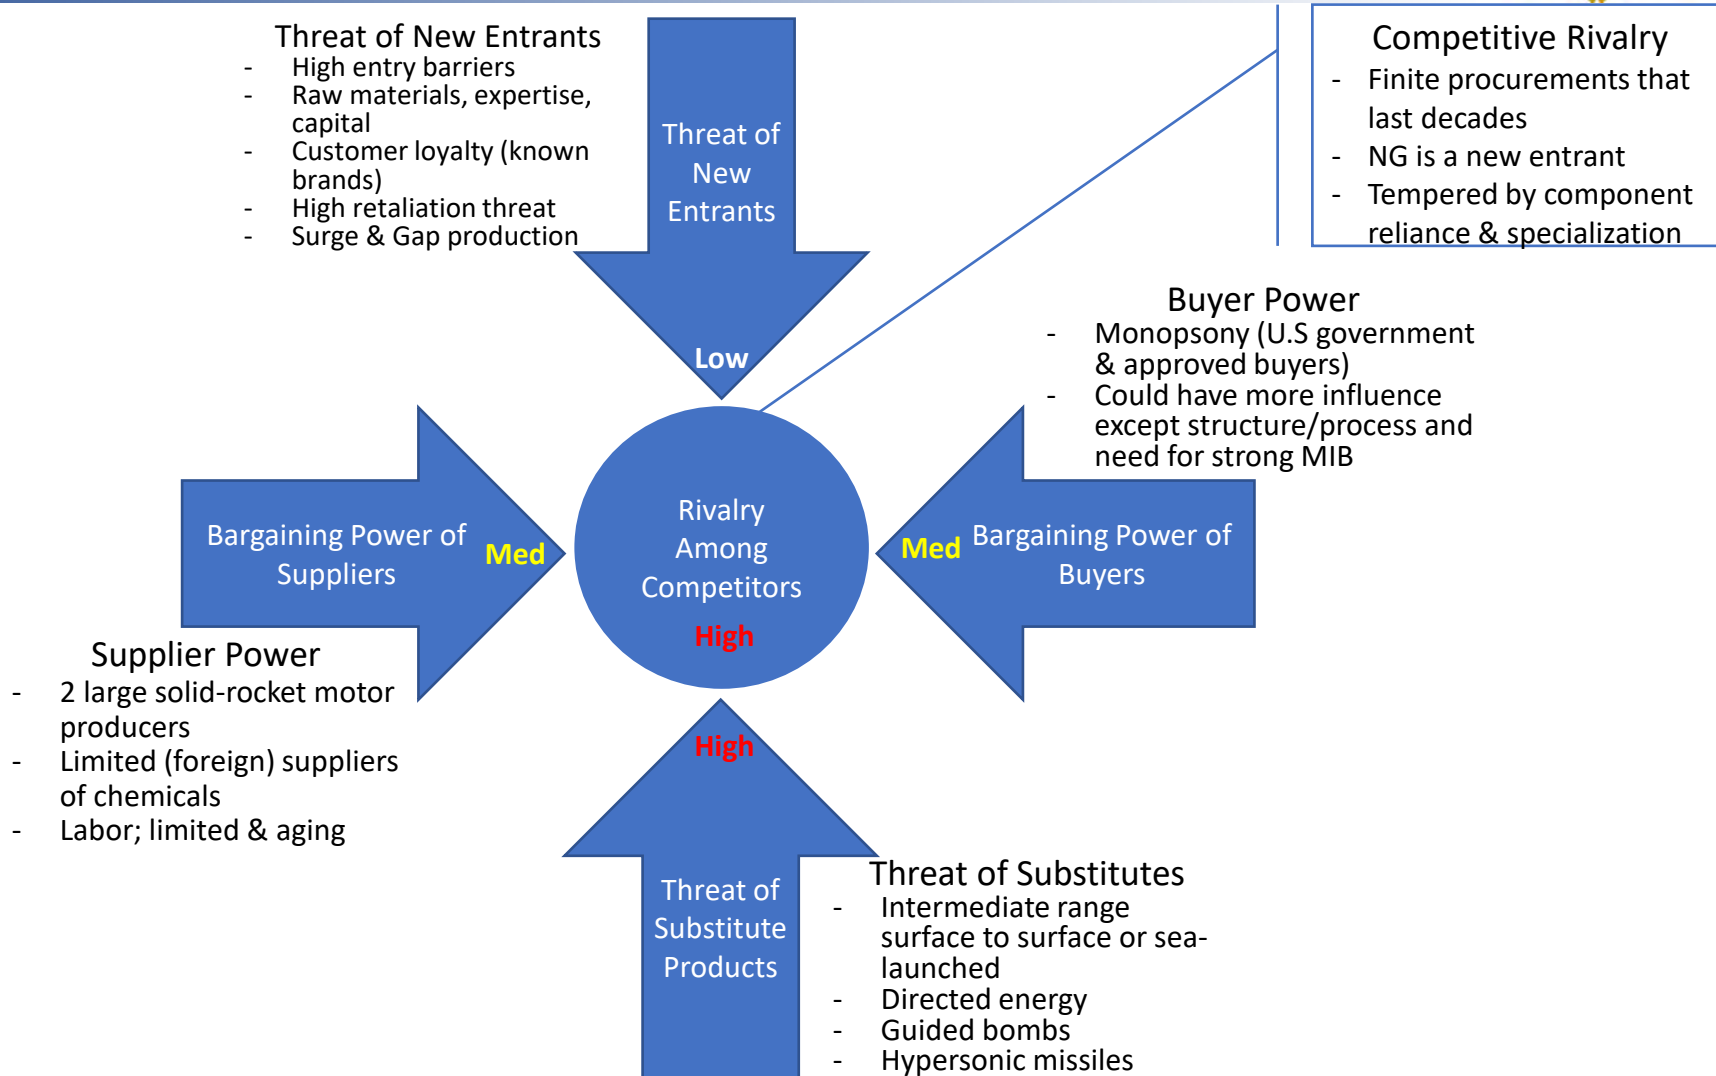 Threat of New Entrants
- High entry barriers
- Raw materials, expertise,
capital
- Customer loyalty (known
brands)
- High retaliation threat
- Surge & Gap production
Threat of
New
Entrants
Low
Competitive Rivalry
- Finite procurements that
last decades
- NG is a new entrant
- Tempered by component
reliance & specialization
Buyer Power
- Monopsony (U.S government
& approved buyers)
- Could have more influence
except structure/process and
need for strong MIB
Bargaining Power of
Suppliers
Med
Rivalry
Among
Competitors
High
Med
Bargaining Power of
Buyers
Supplier Power
- 2 large solid-rocket motor
producers
- Limited (foreign) suppliers
of chemicals
- Labor; limited & aging
High
Threat of
Substitute
Products
Threat of Substitutes
- Intermediate range
surface to surface or sea-
launched
- Directed energy
- Guided bombs
- Hypersonic missiles